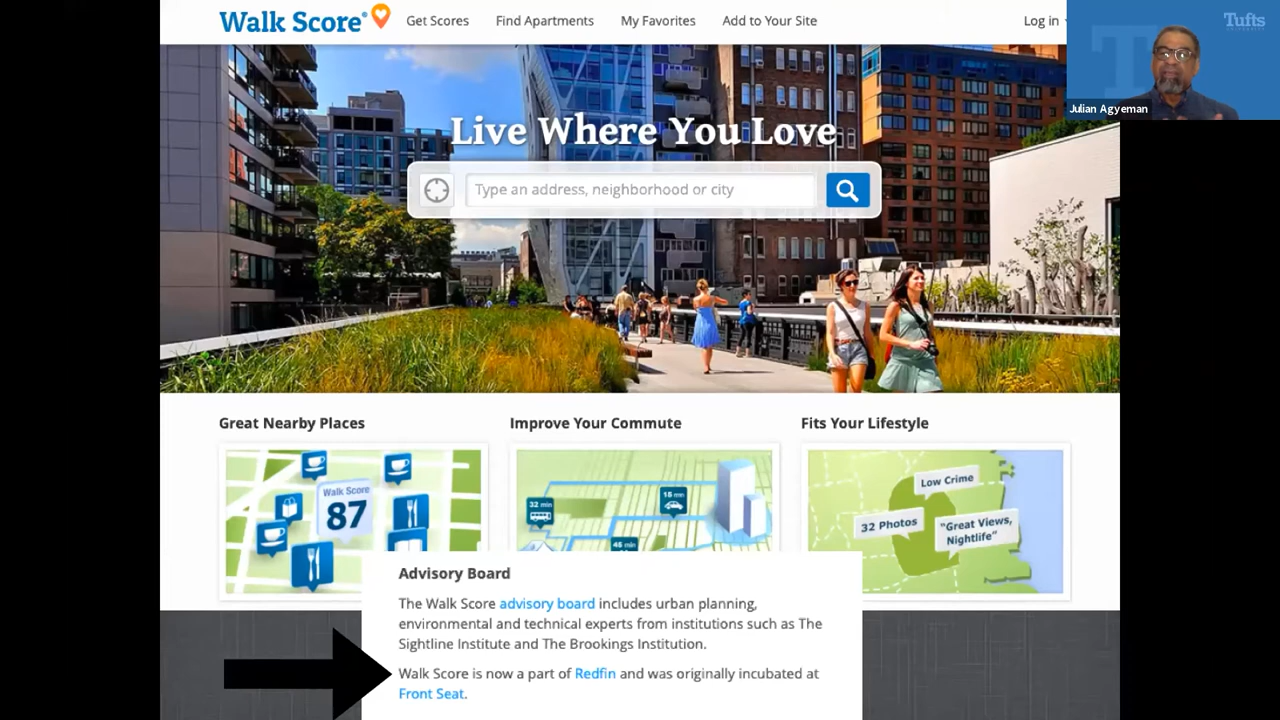 Walk Score®
Get Scores
Find Apartments
My Favorites
Add to Your Site
Log in
Tufts
UNIVERSITY
Julian Agyeman
Live Where You Love
Type an address, neighborhood or city
Great Nearby Places
Improve Your Commute
Fits Your Lifestyle
Walk Score
87
32 min
15 min
45 min
Low Crime
32 Photos
"Great Views,
Nightlife"
Advisory Board
The Walk Score advisory board includes urban planning,
environmental and technical experts from institutions such as The
Sightline Institute and The Brookings Institution.
Walk Score is now a part of Redfin and was originally incubated at
Front Seat.